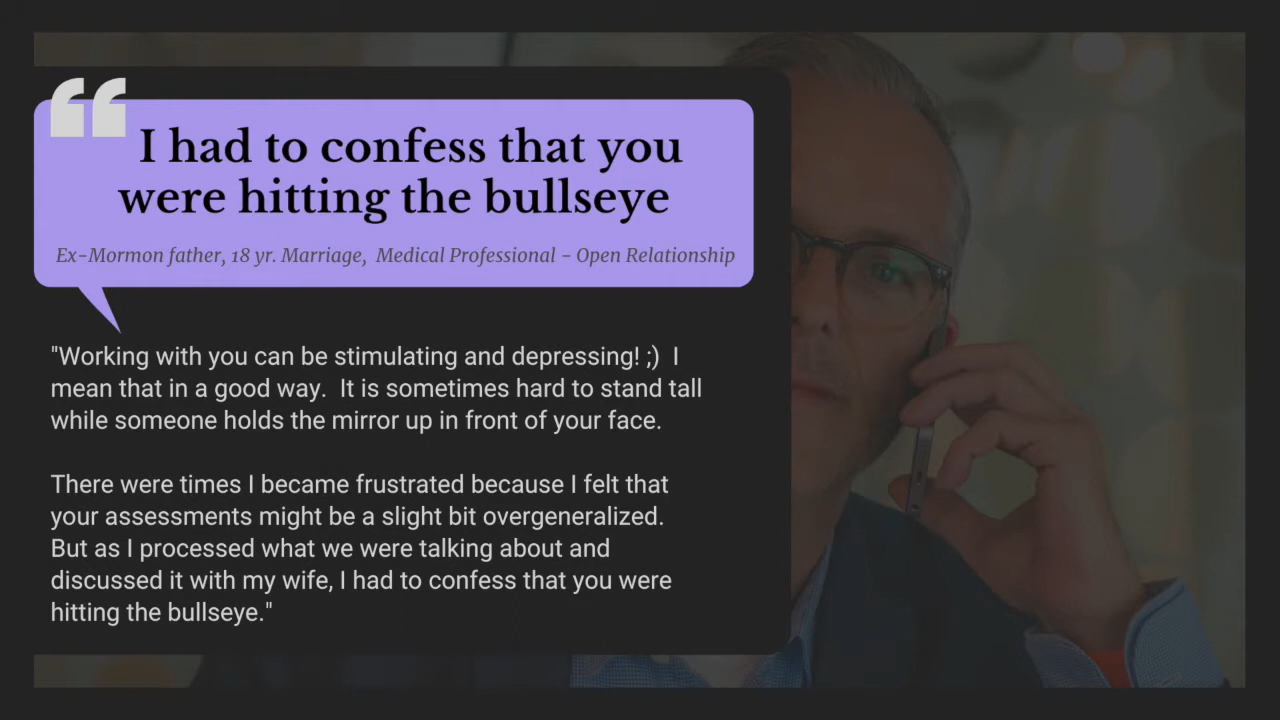 “
I had to confess that you
were hitting the bullseye
Ex-Mormon father, 18 yr. Marriage, Medical Professional - Open Relationship
"Working with you can be stimulating and depressing! ;) I
mean that in a good way. It is sometimes hard to stand tall
while someone holds the mirror up in front of your face.
There were times I became frustrated because I felt that
your assessments might be a slight bit overgeneralized.
But as I processed what we were talking about and
discussed it with my wife, I had to confess that you were
hitting the bullseye."